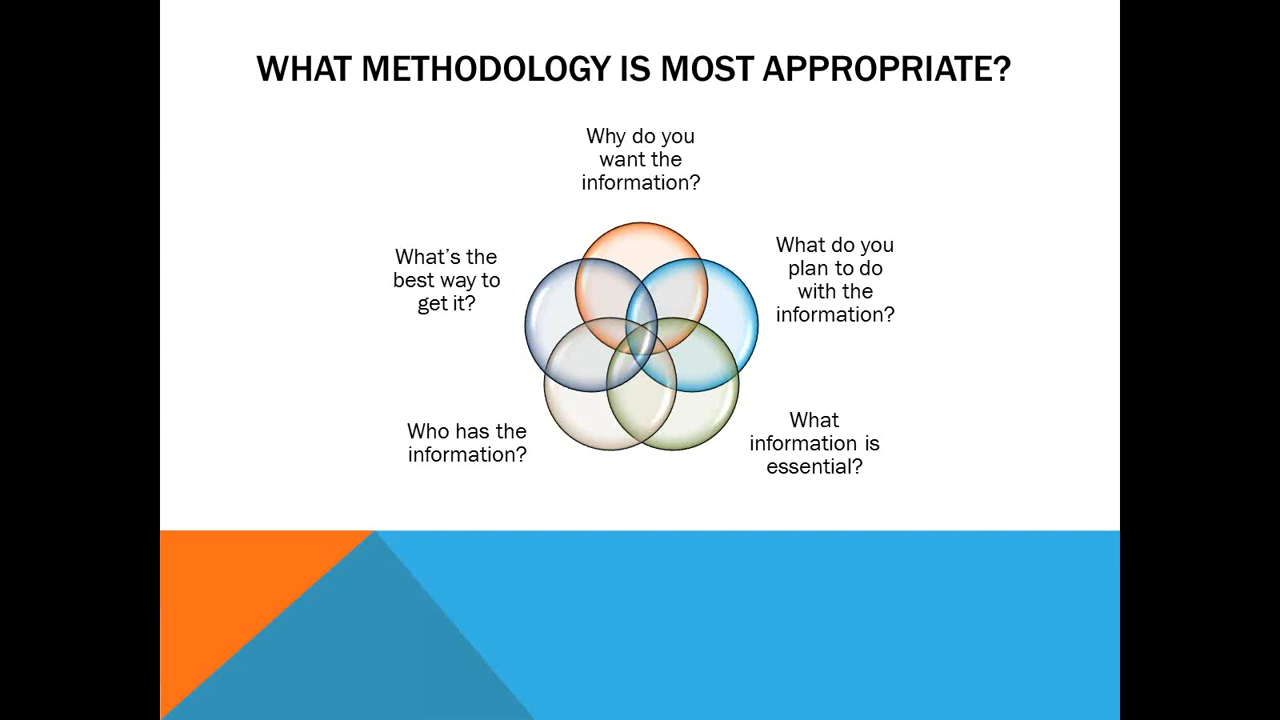 WHAT METHODOLOGY IS MOST APPROPRIATE?
Why do you
want the
information?
What do you
plan to do
with the
information?
What
information is
essential?
Who has the
information?
What's the
best way to
get it?